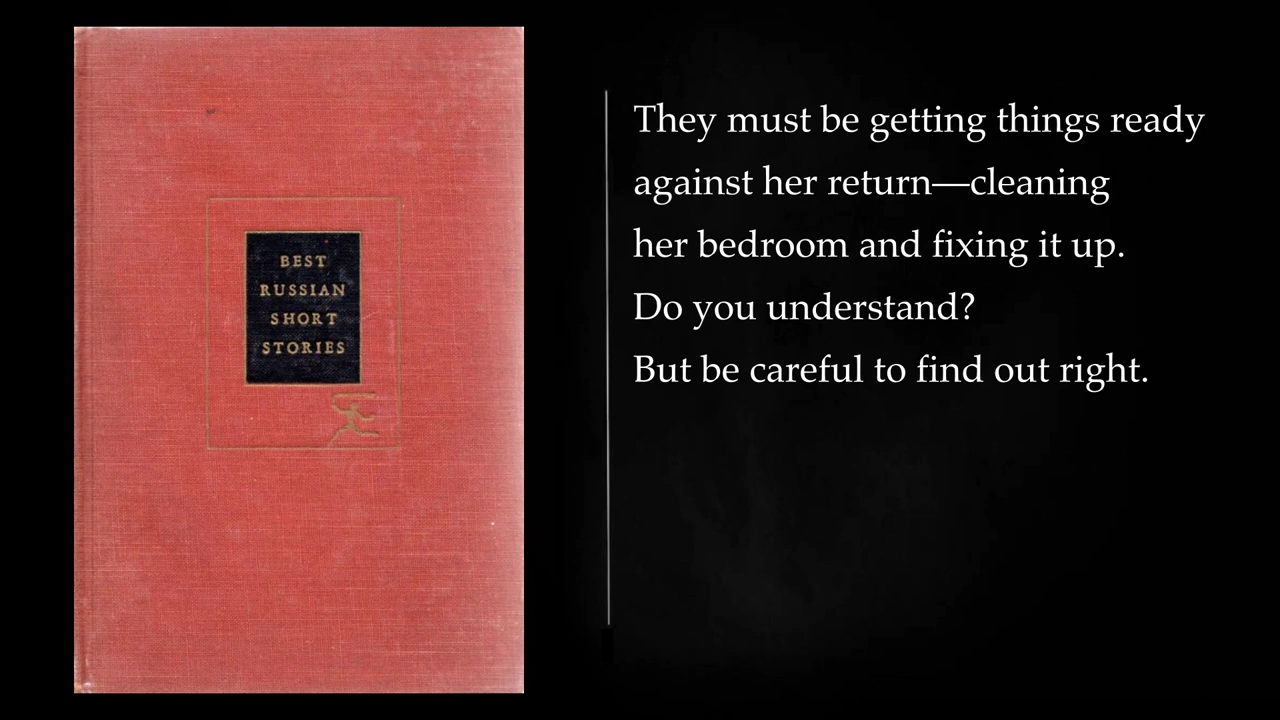 BEST
RUSSIAN
SHORT
STORIES
They must be getting things ready
against her return—cleaning
her bedroom and fixing it up.
Do you understand?
But be careful to find out right.